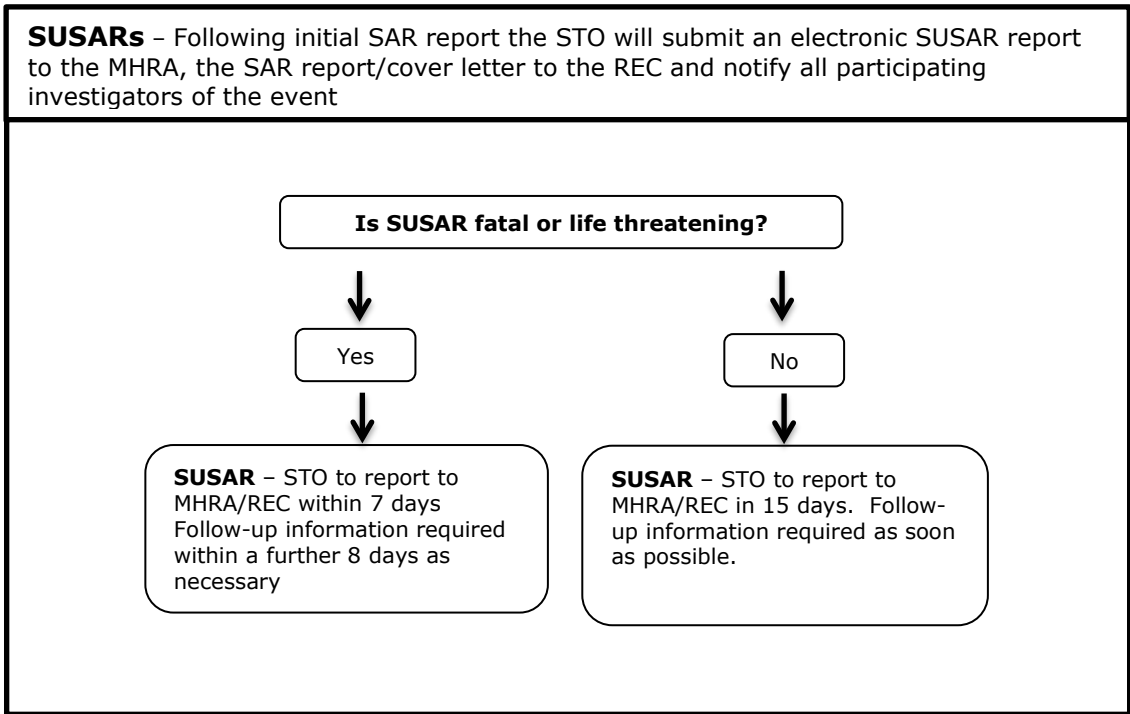 SUSARs – Following initial SAR report the STO will submit an electronic SUSAR report
to the MHRA, the SAR report/cover letter to the REC and notify all participating
investigators of the event
Is SUSAR fatal or life threatening?
Yes
No
SUSAR – STO to report to
MHRA/REC within 7 days
Follow-up information required
within a further 8 days as
necessary
SUSAR – STO to report to
MHRA/REC in 15 days.  Follow-
up information required as soon
as possible.